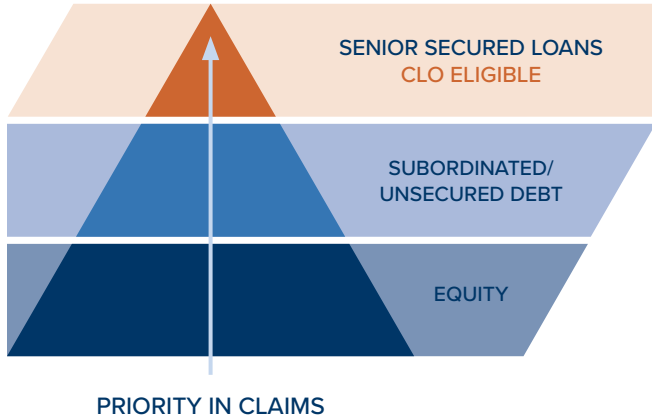 SENIOR SECURED LOANS
CLO ELIGIBLE
SUBORDINATED/
UNSECURED DEBT
EQUITY
PRIORITY IN CLAIMS